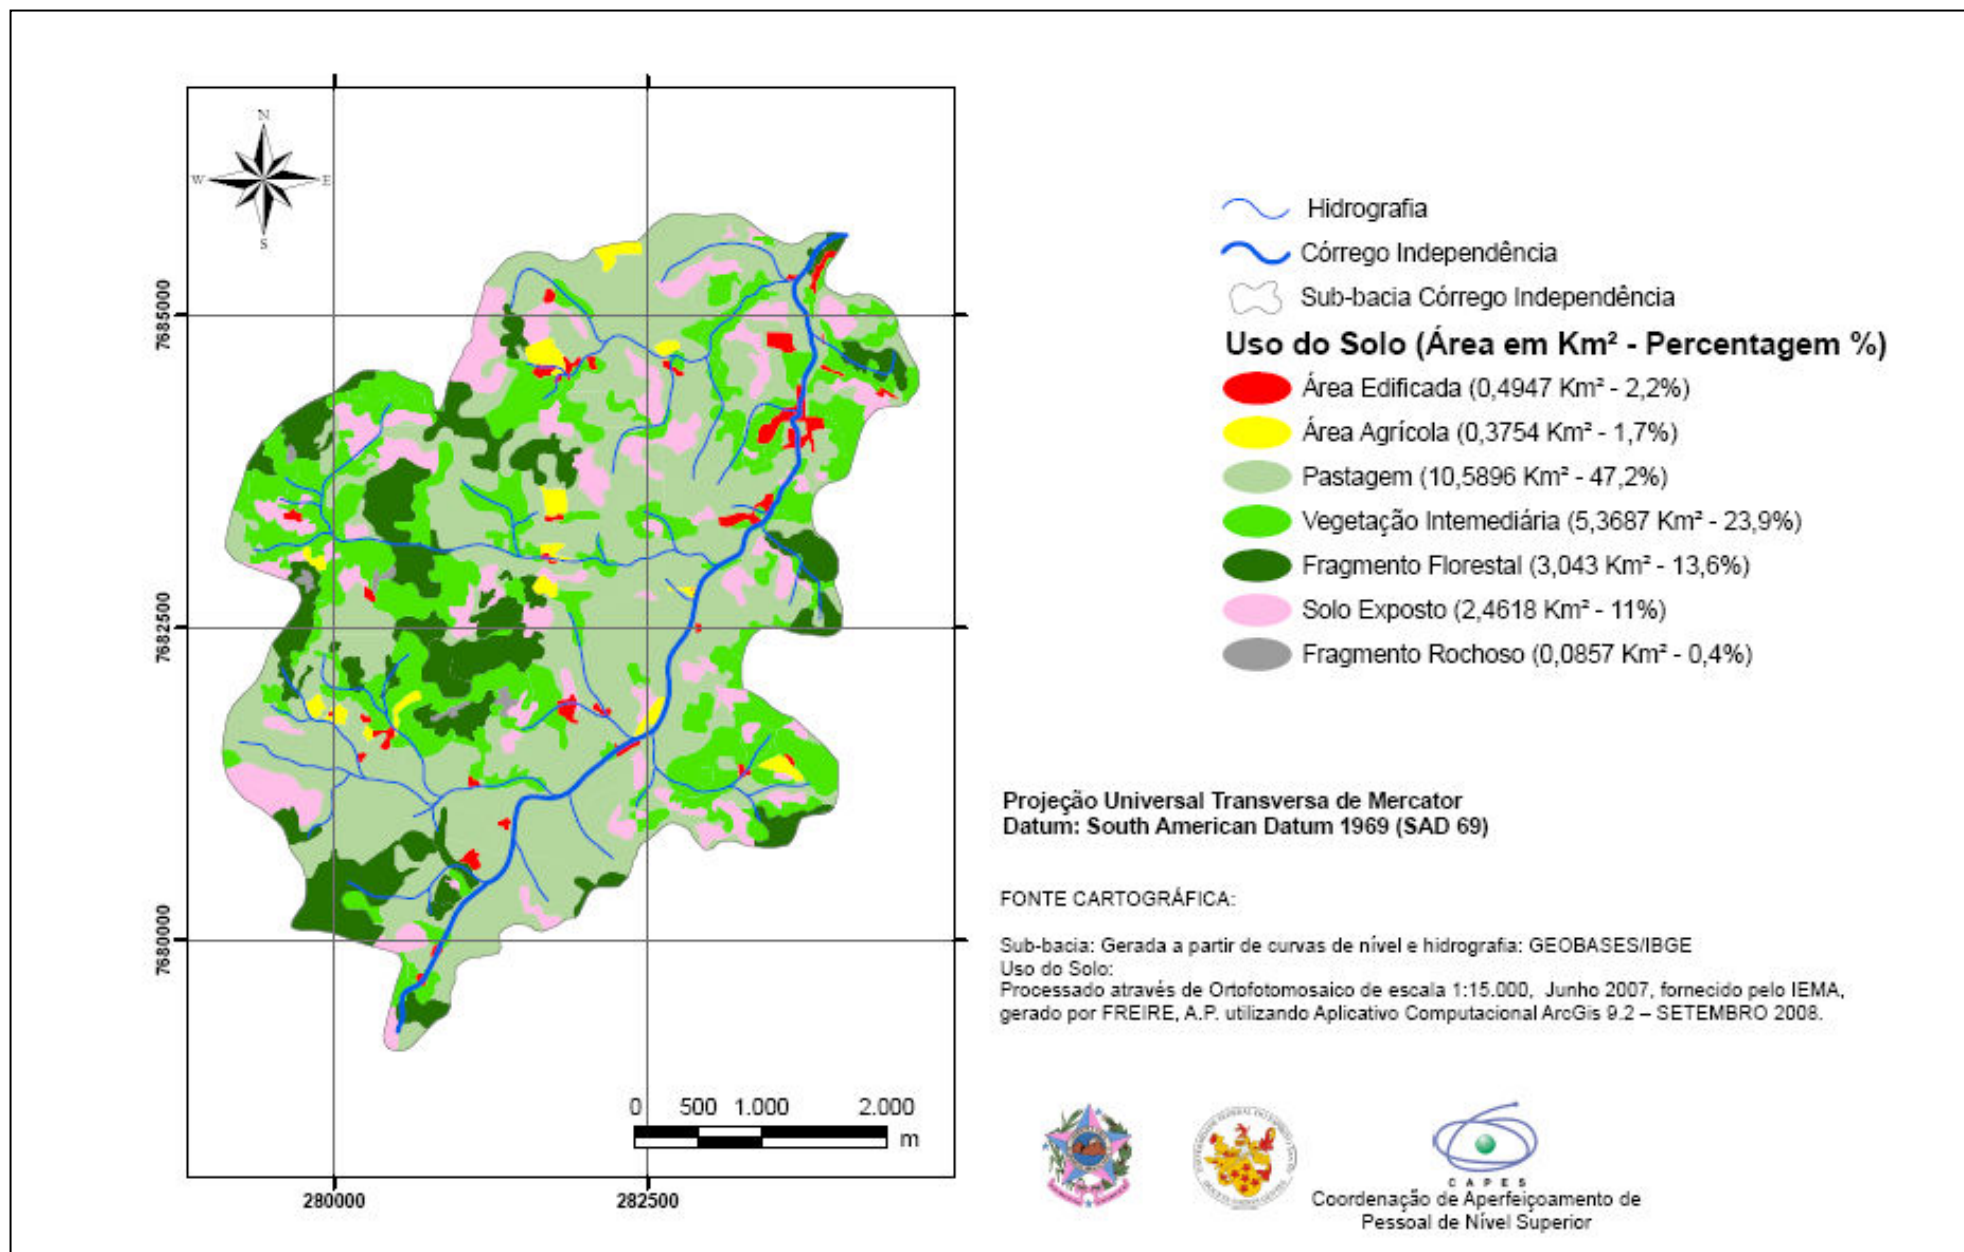 N
W
E
S
7685000
7682500
7680000
280000
282500
0 500 1.000 2.000
m
Hidrografia
Córrego Independência
Sub-bacia Córrego Independência
Uso do Solo (Área em Km² - Percentagem %)
Área Edificada (0,4947 Km² - 2,2%)
Área Agrícola (0,3754 Km² - 1,7%)
Pastagem (10,5896 Km² - 47,2%)
Vegetação Intemediária (5,3687 Km² - 23,9%)
Fragmento Florestal (3,043 Km² - 13,6%)
Solo Exposto (2,4618 Km² - 11%)
Fragmento Rochoso (0,0857 Km² - 0,4%)
Projeção Universal Transversa de Mercator
Datum: South American Datum 1969 (SAD 69)
FONTE CARTOGRÁFICA:
Sub-bacia: Gerada a partir de curvas de nível e hidrografia: GEOBASES/IBGE
Uso do Solo:
Processado através de Ortofotomosaico de escala 1:15.000, Junho 2007, fornecido pelo IEMA,
gerado por FREIRE, A.P. utilizando Aplicativo Computacional ArcGis 9.2 – SETEMBRO 2008.
CAPES
Coordenação de Aperfeiçoamento de
Pessoal de Nível Superior